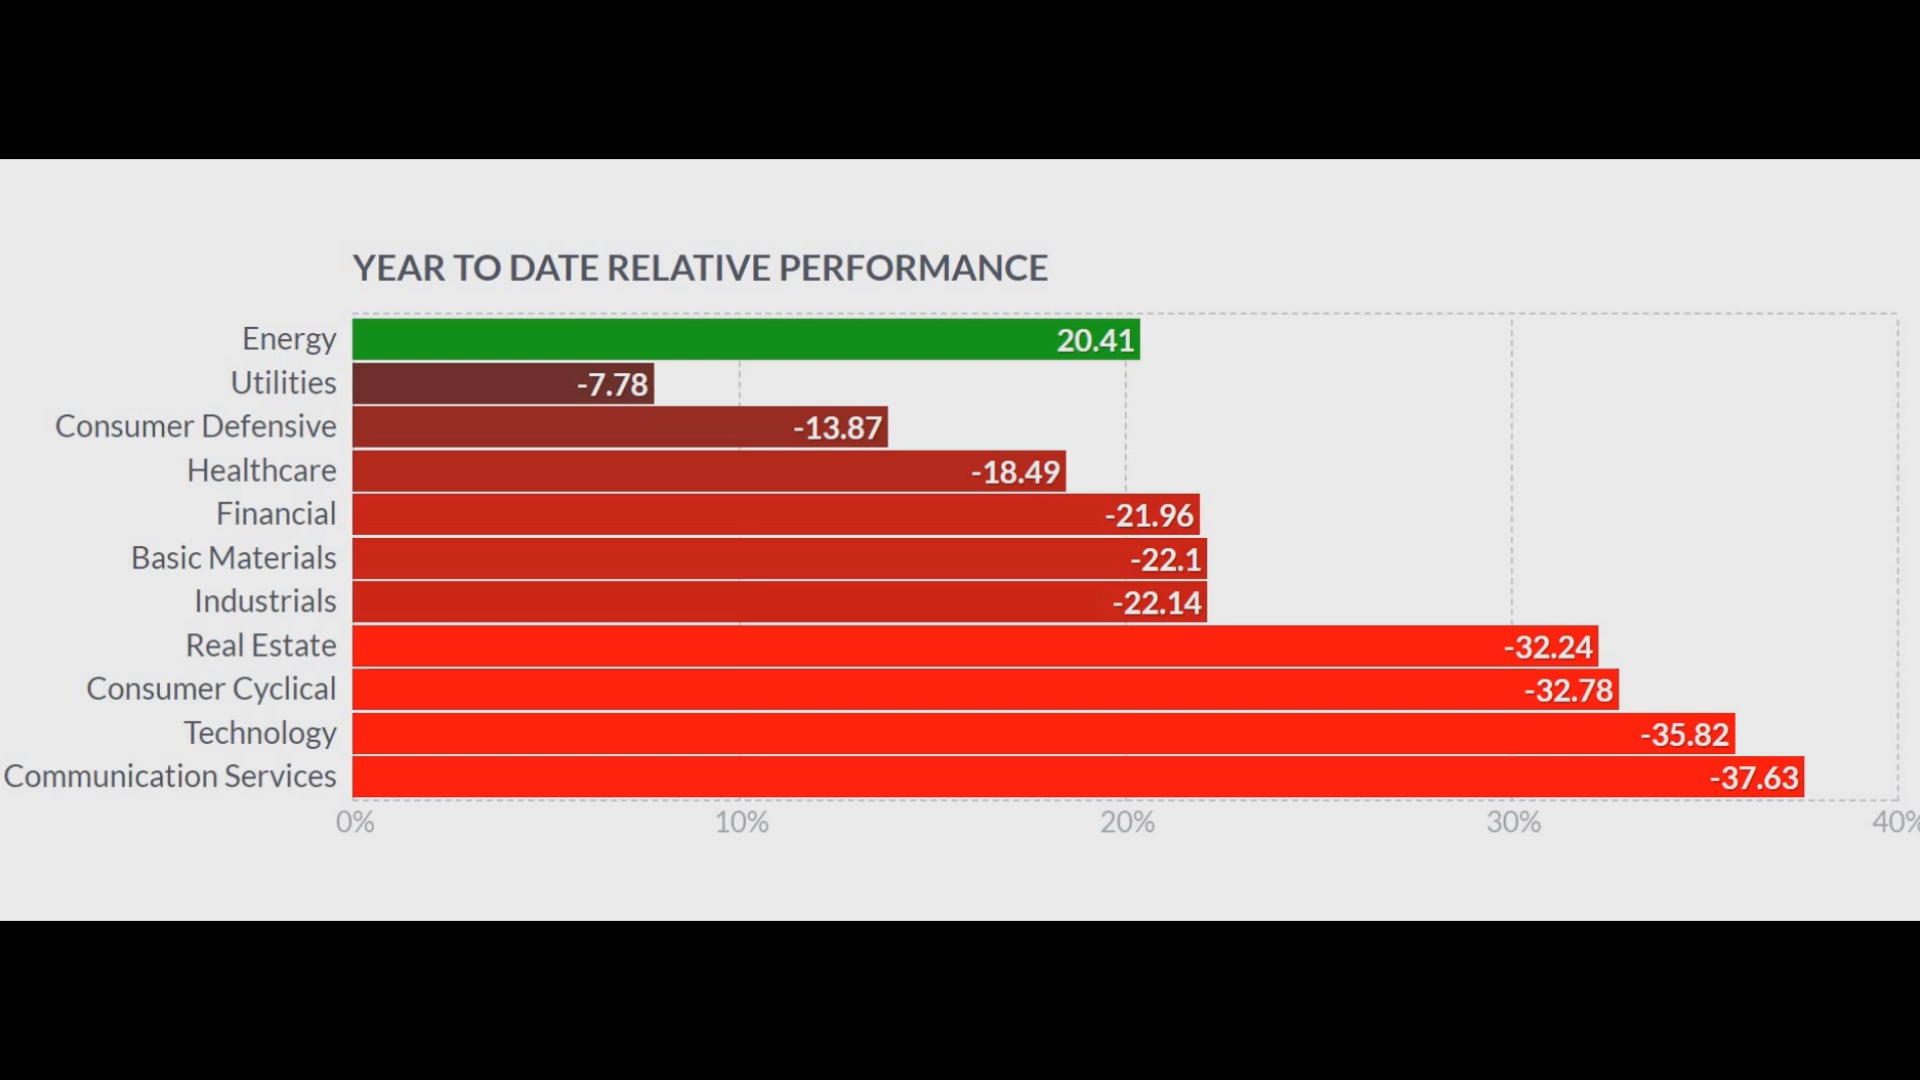 YEAR TO DATE RELATIVE PERFORMANCE
Energy 20.41
Utilities -7.78
Consumer Defensive -13.87
Healthcare -18.49
Financial -21.96
Basic Materials -22.1
Industrials -22.14
Real Estate -32.24
Consumer Cyclical -32.78
Technology -35.82
Communication Services -37.63
0% 10% 20% 30% 40%